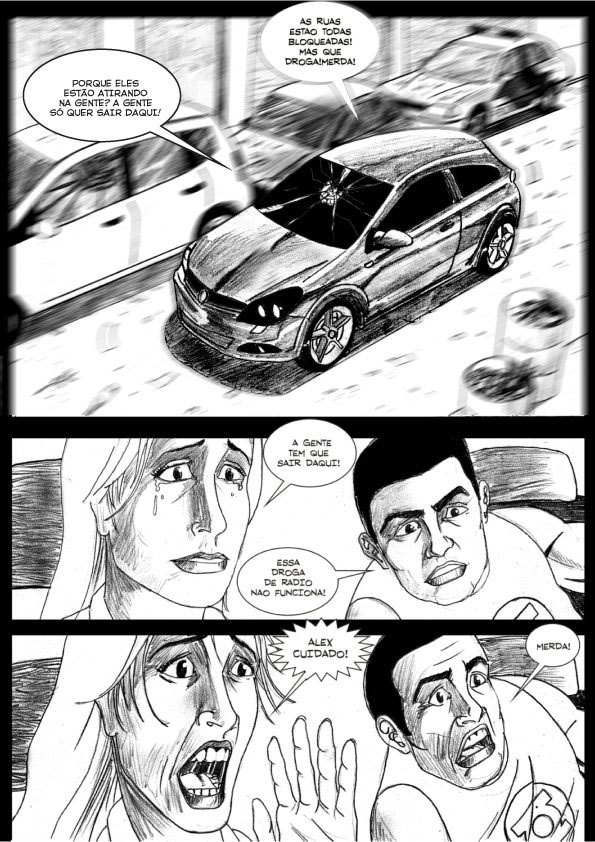 AS RUAS
ESTAO TODAS
BLOQUEADAS!
MAS QUE
DROGA!MERDA!
PORQUE ELES
ESTÃO ATIRANDO
NA GENTE? A GENTE
SÓ QUER SAIR DAQUI!
A GENTE
TEM QUE
SAIR DAQUI!
ESSA
DROGA
DE RADIO
NAO FUNCIONA!
ALEX
CUIDADO!
MERDA!